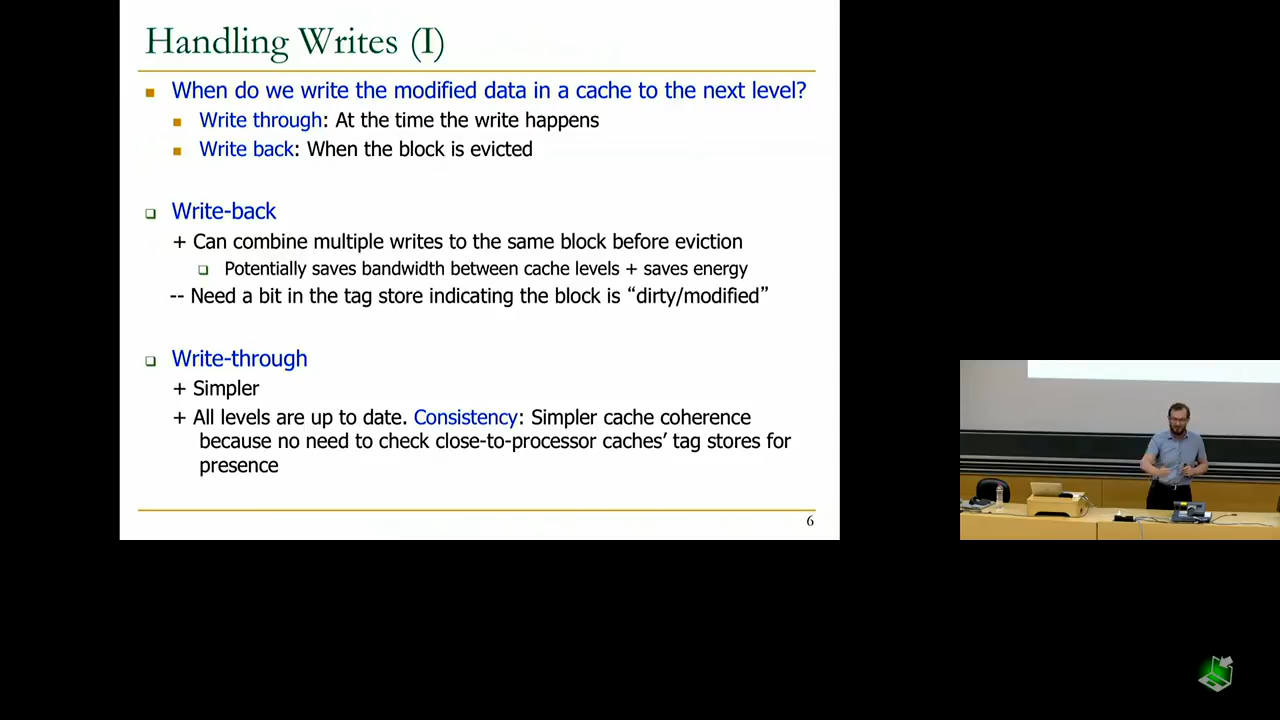 Handling Writes (I)
When do we write the modified data in a cache to the next level?
Write through: At the time the write happens
Write back: When the block is evicted
Write-back
+ Can combine multiple writes to the same block before eviction
Potentially saves bandwidth between cache levels + saves energy
-- Need a bit in the tag store indicating the block is “dirty/modified”
Write-through
+ Simpler
+ All levels are up to date. Consistency: Simpler cache coherence
because no need to check close-to-processor caches’ tag stores for
presence
6